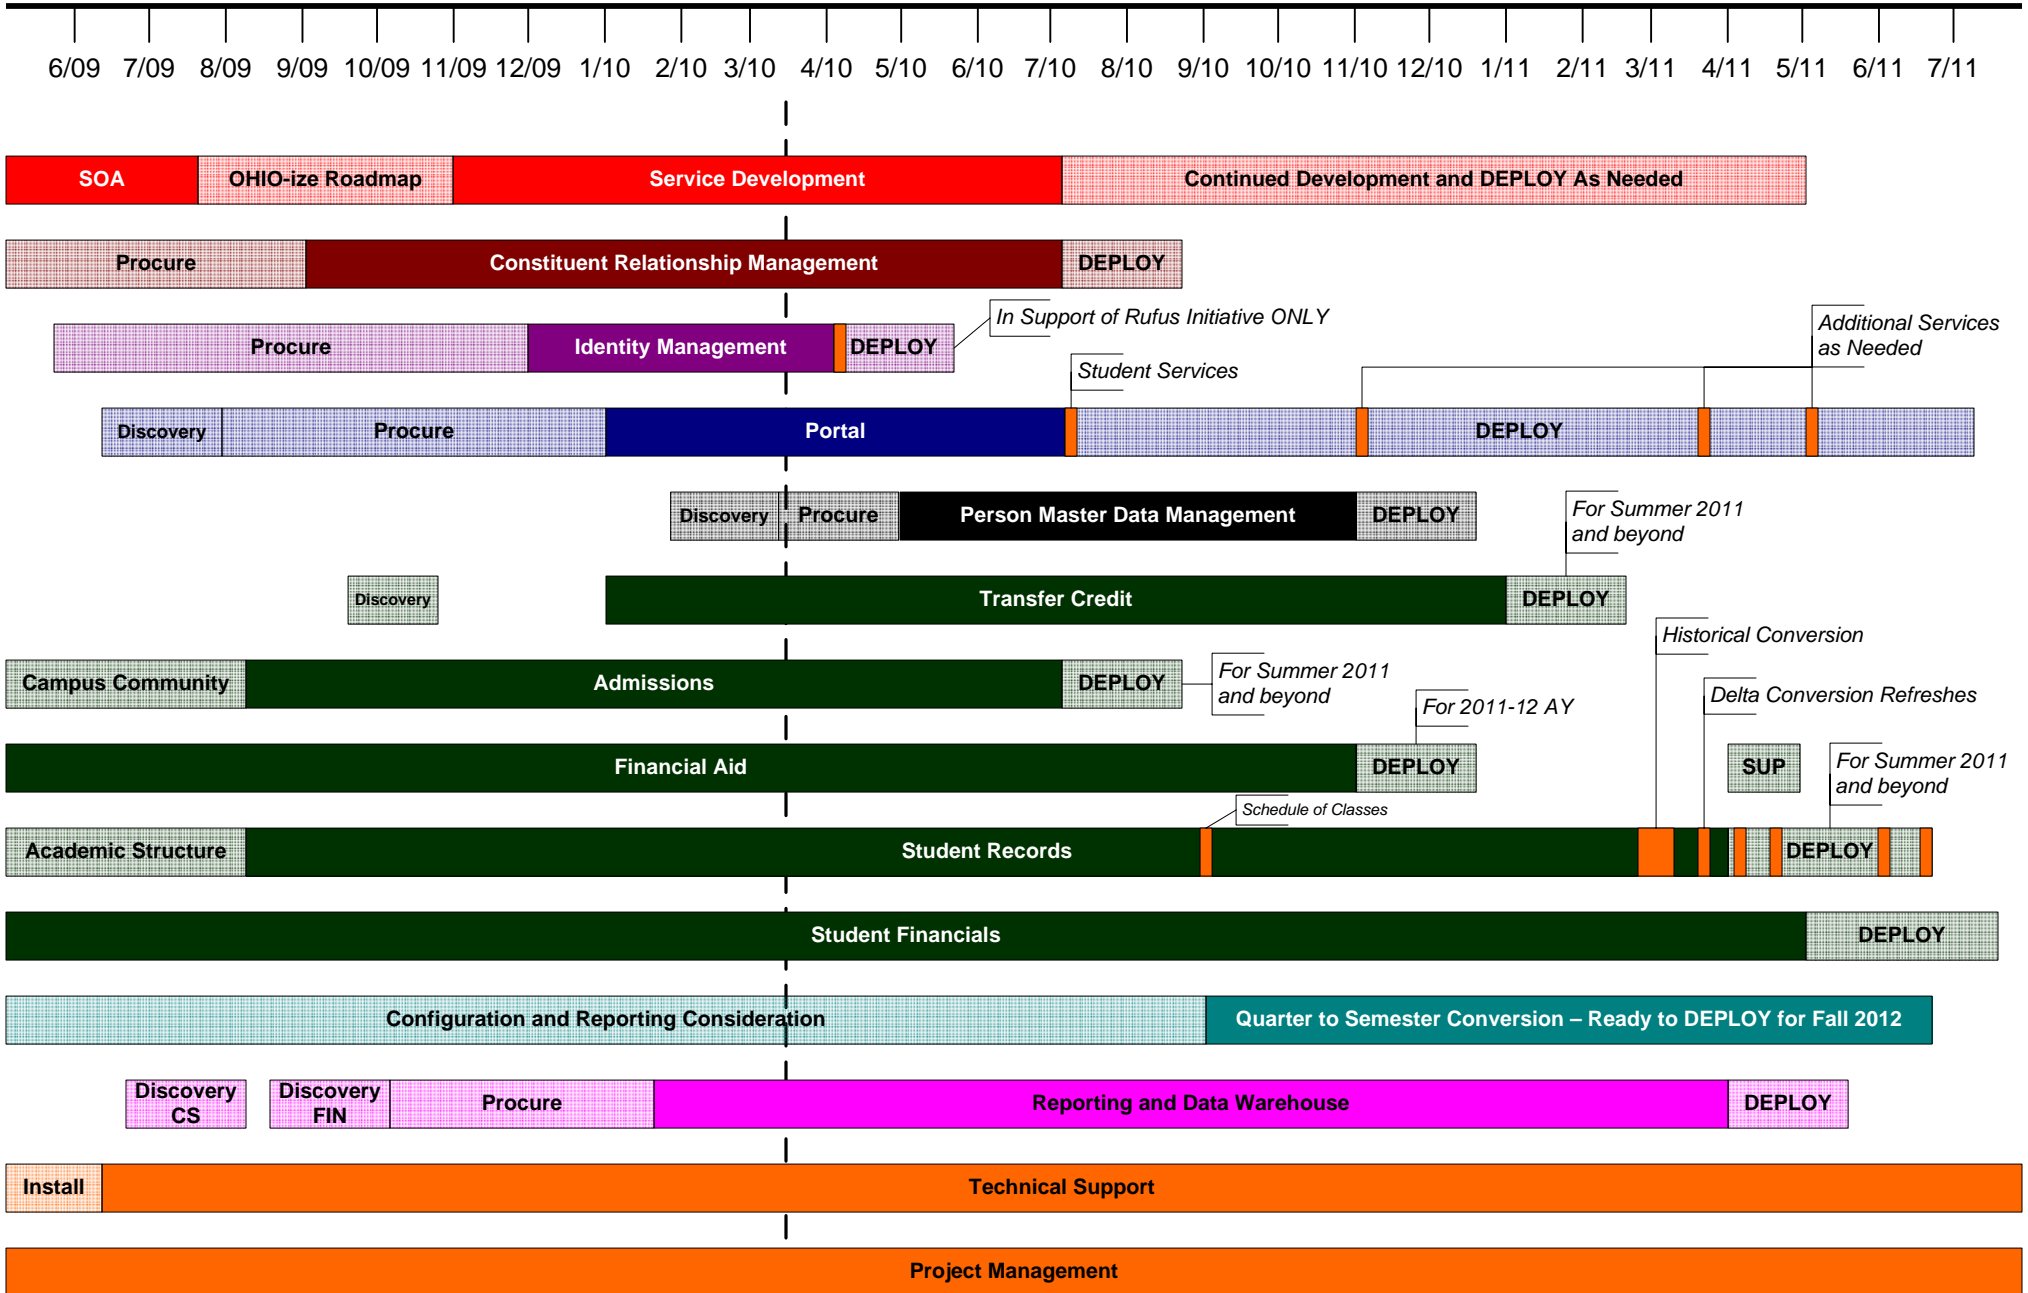 6/09 7/09 8/09 9/09 10/09 11/09 12/09 1/10 2/10 3/10 4/10 5/10 6/10 7/10 8/10 9/10 10/10 11/10 12/10 1/11 2/11 3/11 4/11 5/11 6/11 7/11
SOA OHIO-ize Roadmap Service Development Continued Development and DEPLOY As Needed
Procure Constituent Relationship Management DEPLOY
In Support of Rufus Initiative ONLY
Additional Services
as Needed
Procure Identity Management DEPLOY
Student Services
Discovery Procure Portal DEPLOY
Discovery Procure Person Master Data Management DEPLOY
For Summer 2011
and beyond
Discovery Transfer Credit DEPLOY
Historical Conversion
Campus Community Admissions DEPLOY
For Summer 2011
and beyond
Delta Conversion Refreshes
For 2011-12 AY
Financial Aid DEPLOY SUP
For Summer 2011
and beyond
Schedule of Classes
Academic Structure Student Records DEPLOY
Student Financials DEPLOY
Configuration and Reporting Consideration Quarter to Semester Conversion – Ready to DEPLOY for Fall 2012
Discovery
CS
Discovery
FIN
Procure Reporting and Data Warehouse DEPLOY
Install Technical Support
Project Management